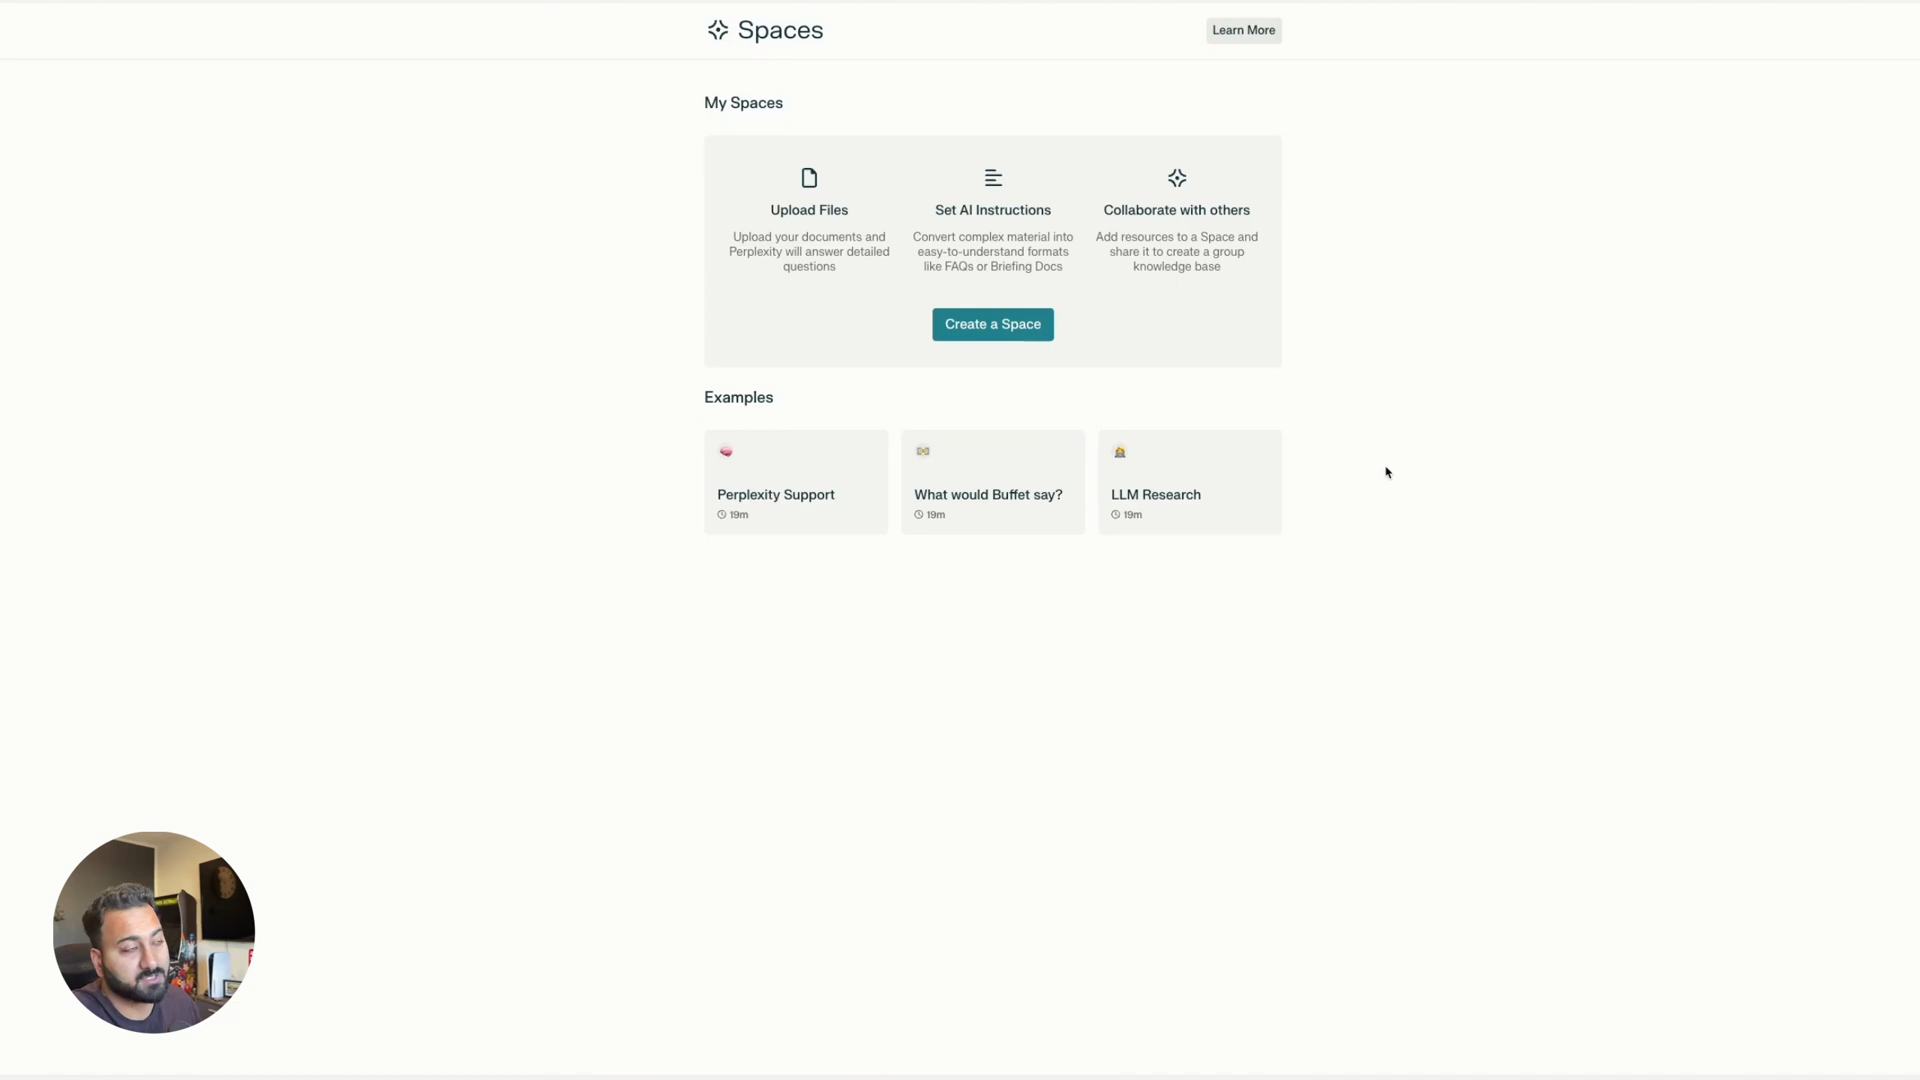 Spaces
Learn More
My Spaces
Upload Files
Upload your documents and
Perplexity will answer detailed
questions
Set AI Instructions
Convert complex material into
easy-to-understand formats
like FAQs or Briefing Docs
Collaborate with others
Add resources to a Space and
share it to create a group
knowledge base
Create a Space
Examples
Perplexity Support
19m
What would Buffet say?
19m
LLM Research
19m